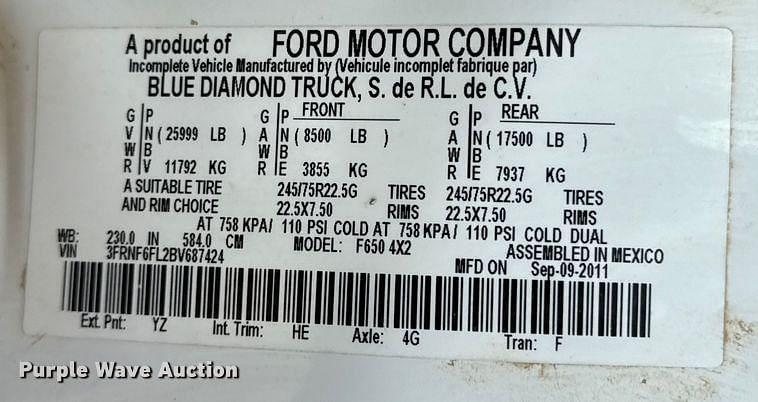 A product of FORD MOTOR COMPANY
Incomplete Vehicle Manufactured by (Vehicule incomplet fabrique par)
BLUE DIAMOND TRUCK, S. de R.L. de C.V.
G P G P FRONT G P REAR
V N ( 25999 LB ) A N ( 8500 LB ) A N ( 17500 LB )
W B W B W B
R V 11792 KG R E 3855 KG R E 7937 KG
A SUITABLE TIRE 245/75R22.5G TIRES 245/75R22.5G TIRES
AND RIM CHOICE 22.5X7.50 RIMS 22.5X7.50 RIMS
AT 758 KPA/ 110 PSI COLD AT 758 KPA/ 110 PSI COLD DUAL
WB: 230.0 IN 584.0 CM MODEL: F650 4X2 ASSEMBLED IN MEXICO
VIN 3FRNF6FL2BV687424 MFD ON Sep-09-2011
Ext. Pnt: YZ Int. Trim: HE Axle: 4G Tran: F
Purple Wave Auction